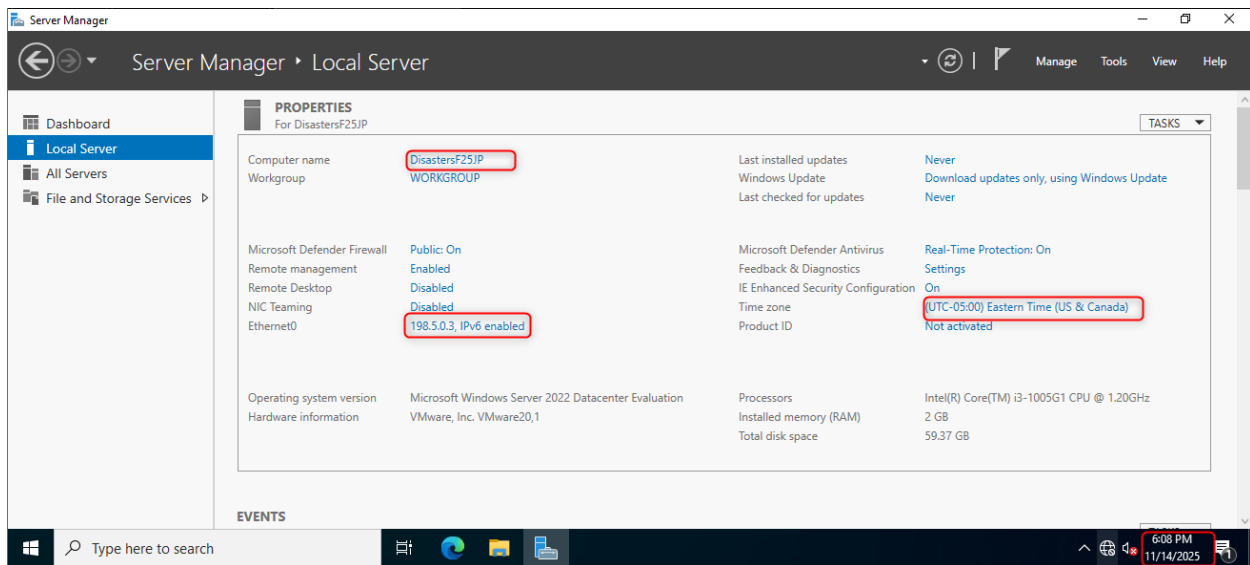 Server Manager
Server Manager ‣ Local Server
Manage Tools View Help
Dashboard
Local Server
All Servers
File and Storage Services
PROPERTIES
For DisastersF25JP
TASKS
Computer name DisastersF25JP
Workgroup WORKGROUP
Last installed updates Never
Windows Update Download updates only, using Windows Update
Last checked for updates Never
Microsoft Defender Firewall Public: On
Remote management Enabled
Remote Desktop Disabled
NIC Teaming Disabled
Ethernet0 198.5.0.3, IPv6 enabled
Microsoft Defender Antivirus Real-Time Protection: On
Feedback & Diagnostics Settings
IE Enhanced Security Configuration On
Time zone (UTC-05:00) Eastern Time (US & Canada)
Product ID Not activated
Operating system version Microsoft Windows Server 2022 Datacenter Evaluation
Hardware information VMware, Inc. VMware20,1
Processors Intel(R) Core(TM) i3-1005G1 CPU @ 1.20GHz
Installed memory (RAM) 2 GB
Total disk space 59.37 GB
EVENTS
Type here to search
6:08 PM
11/14/2025
1